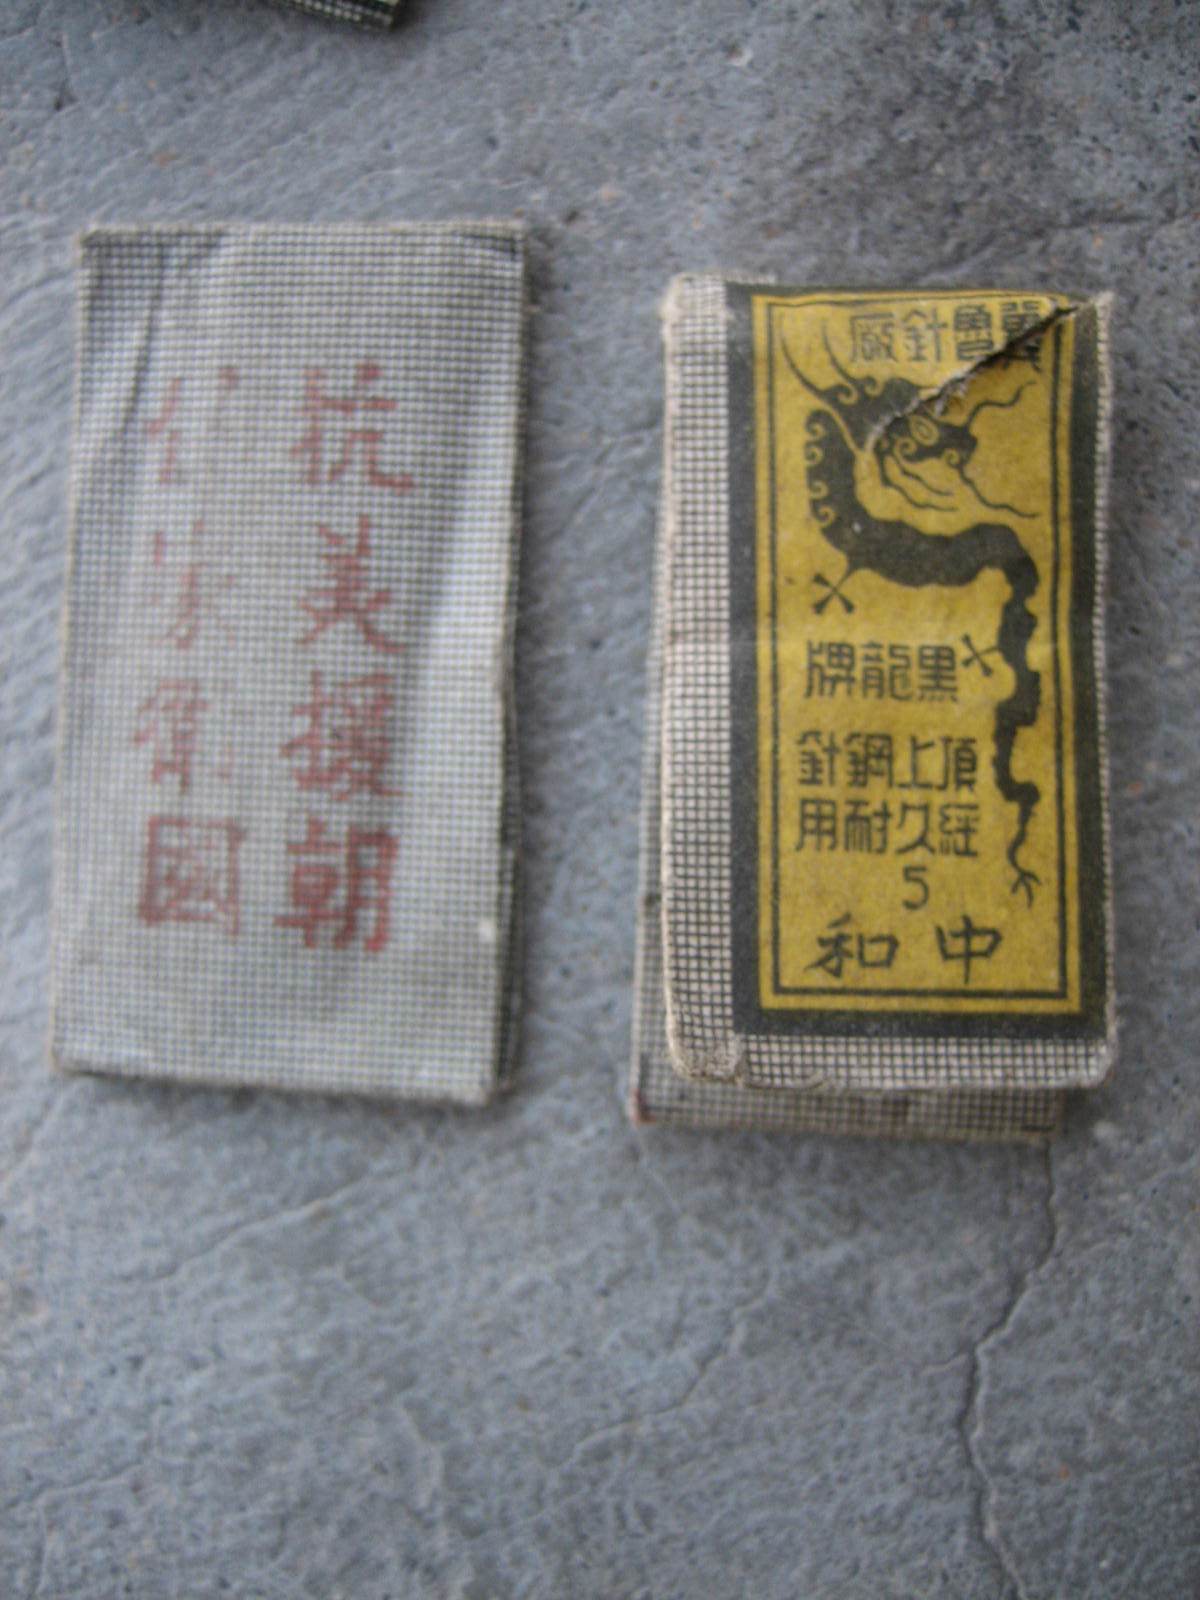 抗美援朝
保家衛國
冀魯針廠
黑龍牌
頂上鋼針
經久耐用
5
中和